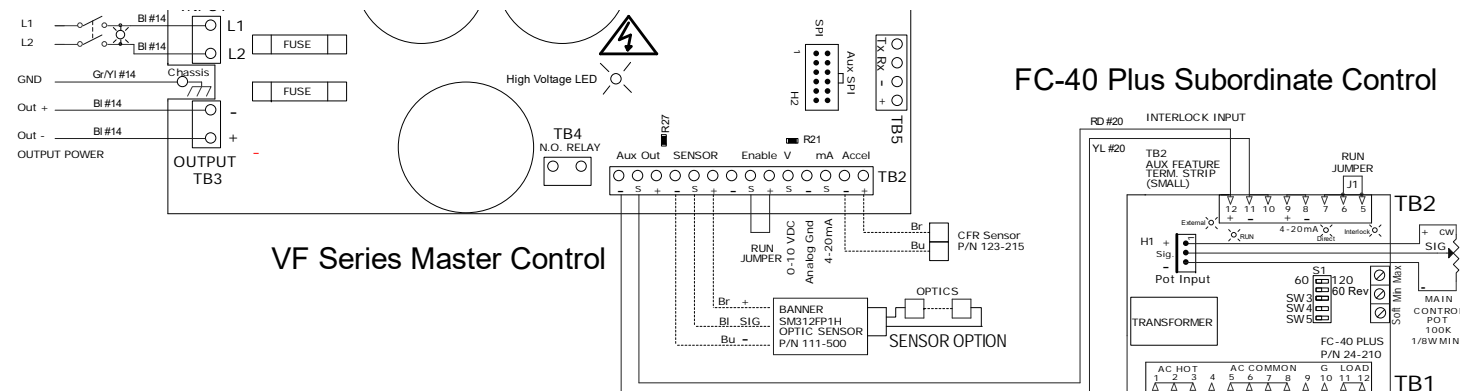 L1
L2
GND
Out +
Out -
OUTPUT POWER
Bl #14
Bl #14
Gr/Yl #14
Bl #14
Bl #14
L1
L2
Chassis
-
+
OUTPUT
TB3
FUSE
FUSE
High Voltage LED
SPI
1
Aux SPI
H2
Tx Rx - +
TB5
TB4
N.O. RELAY
R27
R21
Aux Out SENSOR Enable V mA Accel
- S + - S + - + S - S - +
TB2
VF Series Master Control
RUN
JUMPER
0-10 VDC
Analog Gnd
4-20mA
Br
Bu
CFR Sensor
P/N 123-215
Br +
Bl SIG
Bu -
BANNER
SM312FP1H
OPTIC SENSOR
P/N 111-500
OPTICS
SENSOR OPTION
FC-40 Plus Subordinate Control
RD #20
INTERLOCK INPUT
YL #20
TB2
AUX FEATURE
TERM. STRIP
(SMALL)
RUN
JUMPER
J1
12 11 10 9 8 7 6 5
+ -
TB2
External
RUN
4-20mA
Direct
Interlock
H1
+
Sig.
-
1
Pot Input
+ CW
SIG
-
MAIN
CONTROL
POT
100K
1/8W MIN
S1
60 120
60 Rev
SW3
SW4
SW5
Soft Min Max
TRANSFORMER
FC-40 PLUS
P/N 24-210
AC HOT AC COMMON G LOAD
1 2 3 4 5 6 7 8 9 10 11 12
TB1